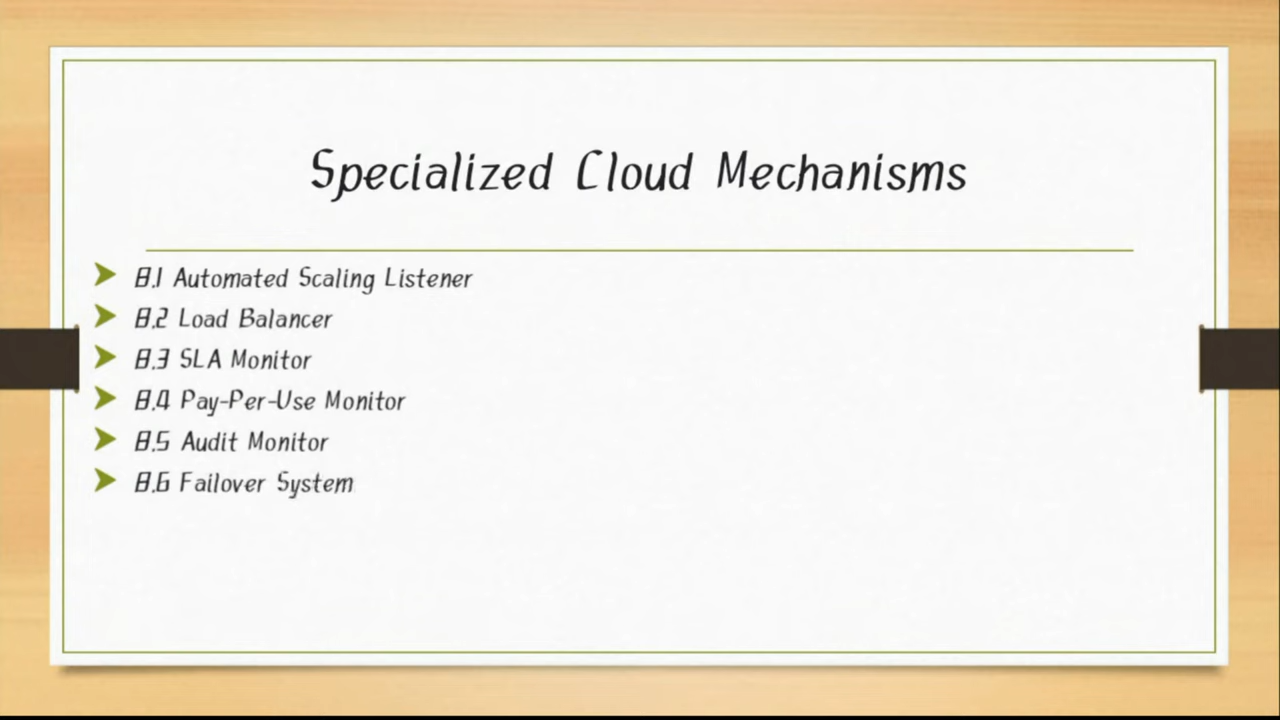 Specialized Cloud Mechanisms
8.1 Automated Scaling Listener
8.2 Load Balancer
8.3 SLA Monitor
8.4 Pay-Per-Use Monitor
8.5 Audit Monitor
8.6 Failover System